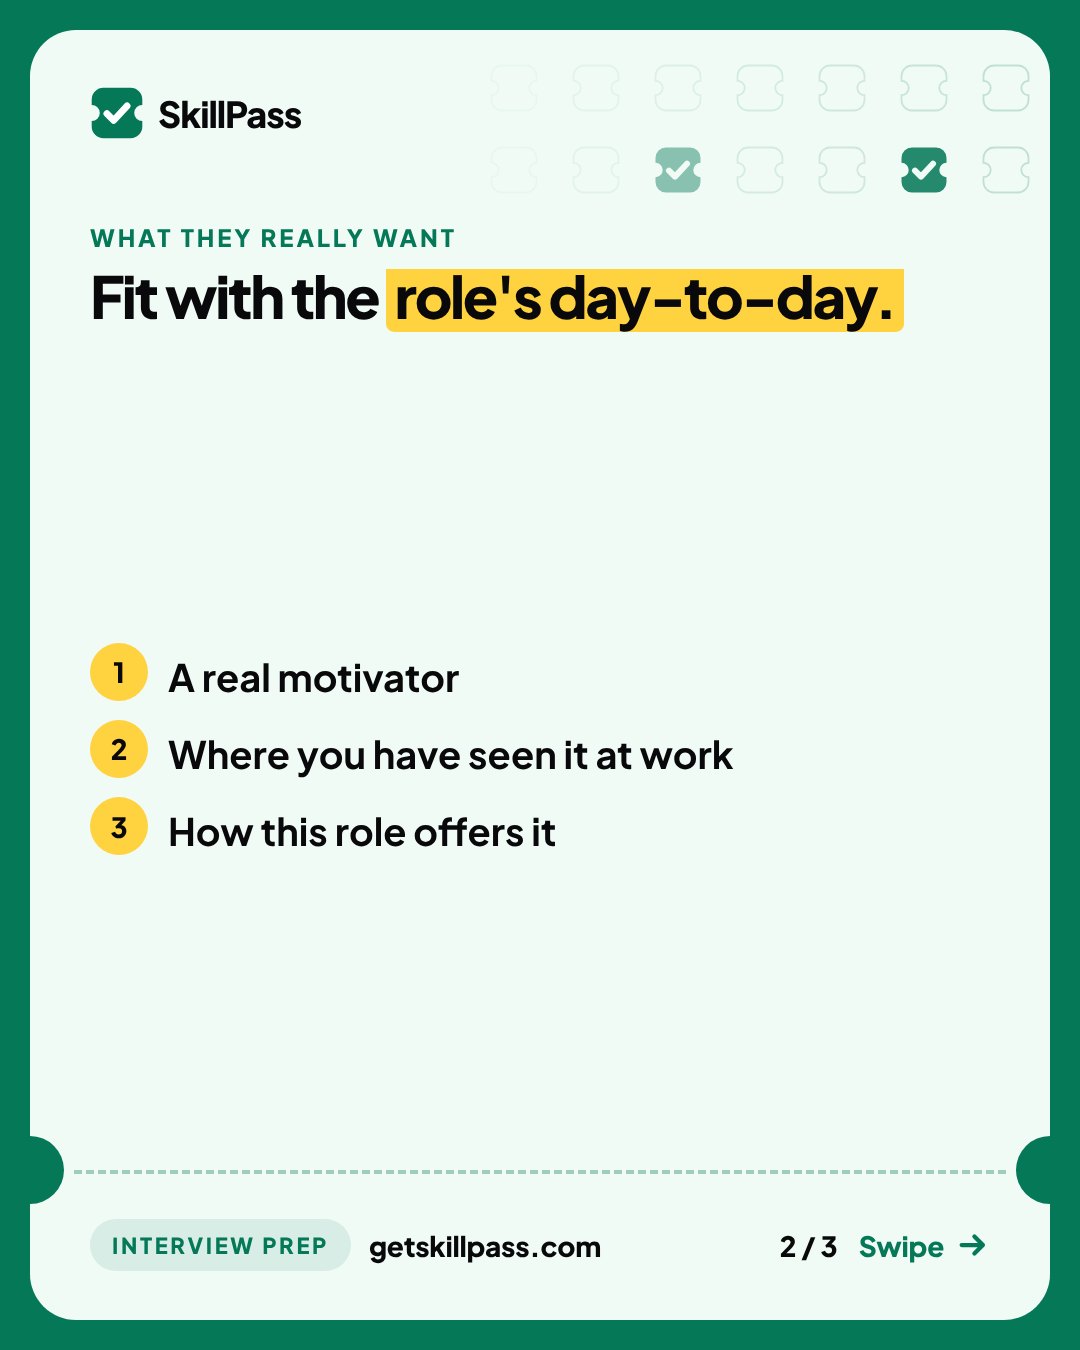 SkillPass
WHAT THEY REALLY WANT
Fit with the role's day-to-day.
1 A real motivator
2 Where you have seen it at work
3 How this role offers it
INTERVIEW PREP getskillpass.com 2 / 3 Swipe →